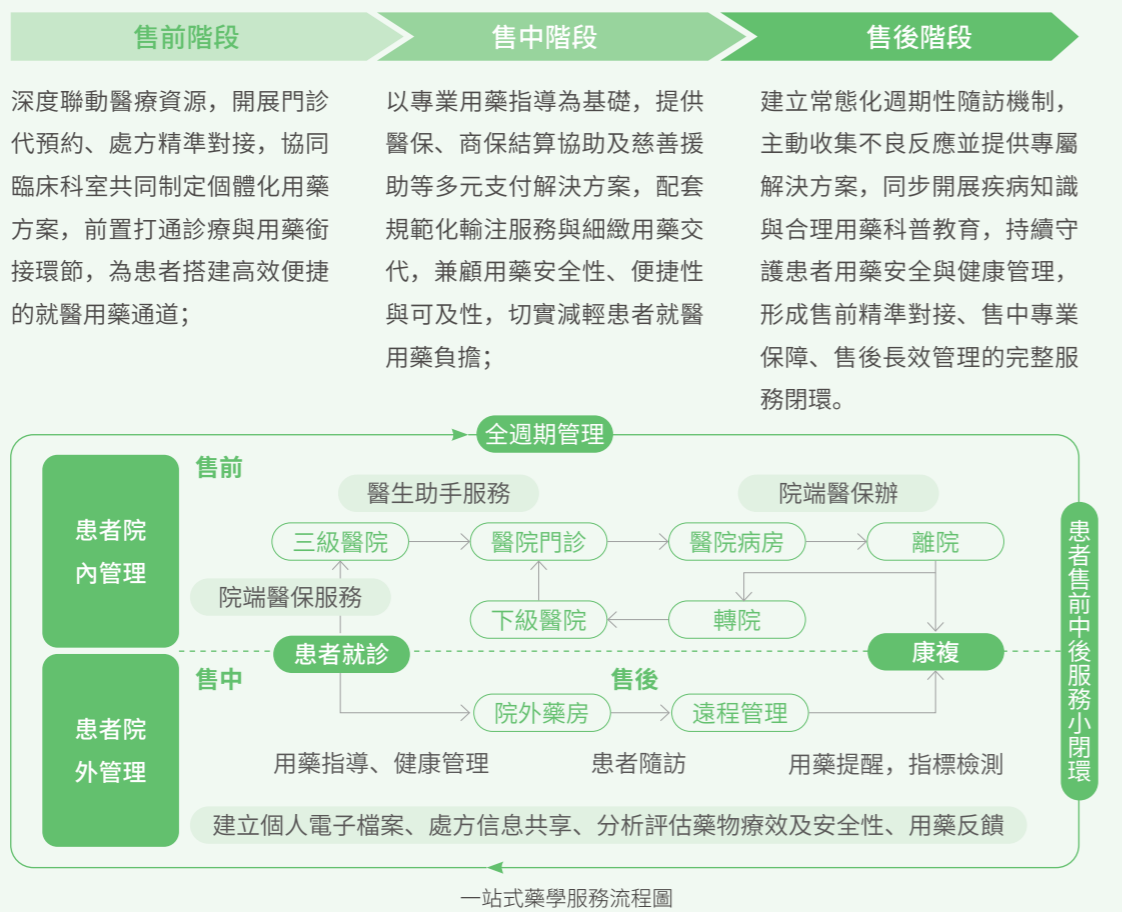 售前階段
深度聯動醫療資源，開展門診
代預約、處方精準對接，協同
臨床科室共同制定個體化用藥
方案，前置打通診療與用藥銜
接環節，為患者搭建高效便捷
的就醫用藥通道；
售中階段
以專業用藥指導為基礎，提供
醫保、商保結算協助及慈善援
助等多元支付解決方案，配套
規範化輸注服務與細緻用藥交
代，兼顧用藥安全性、便捷性
與可及性，切實減輕患者就醫
用藥負擔；
售後階段
建立常態化週期性隨訪機制，
主動收集不良反應並提供專屬
解決方案，同步開展疾病知識
與合理用藥科普教育，持續守
護患者用藥安全與健康管理，
形成售前精準對接、售中專業
保障、售後長效管理的完整服
務閉環。
全週期管理
患者院
內管理
售前
醫生助手服務
院端醫保辦
三級醫院
醫院門診
醫院病房
離院
院端醫保服務
下級醫院
轉院
患者就診
康複
患者院
外管理
售中
售後
院外藥房
遠程管理
用藥指導、健康管理
患者隨訪
用藥提醒，指標檢測
建立個人電子檔案、處方信息共享、分析評估藥物療效及安全性、用藥反饋
患者售前中後服務小閉環
一站式藥學服務流程圖